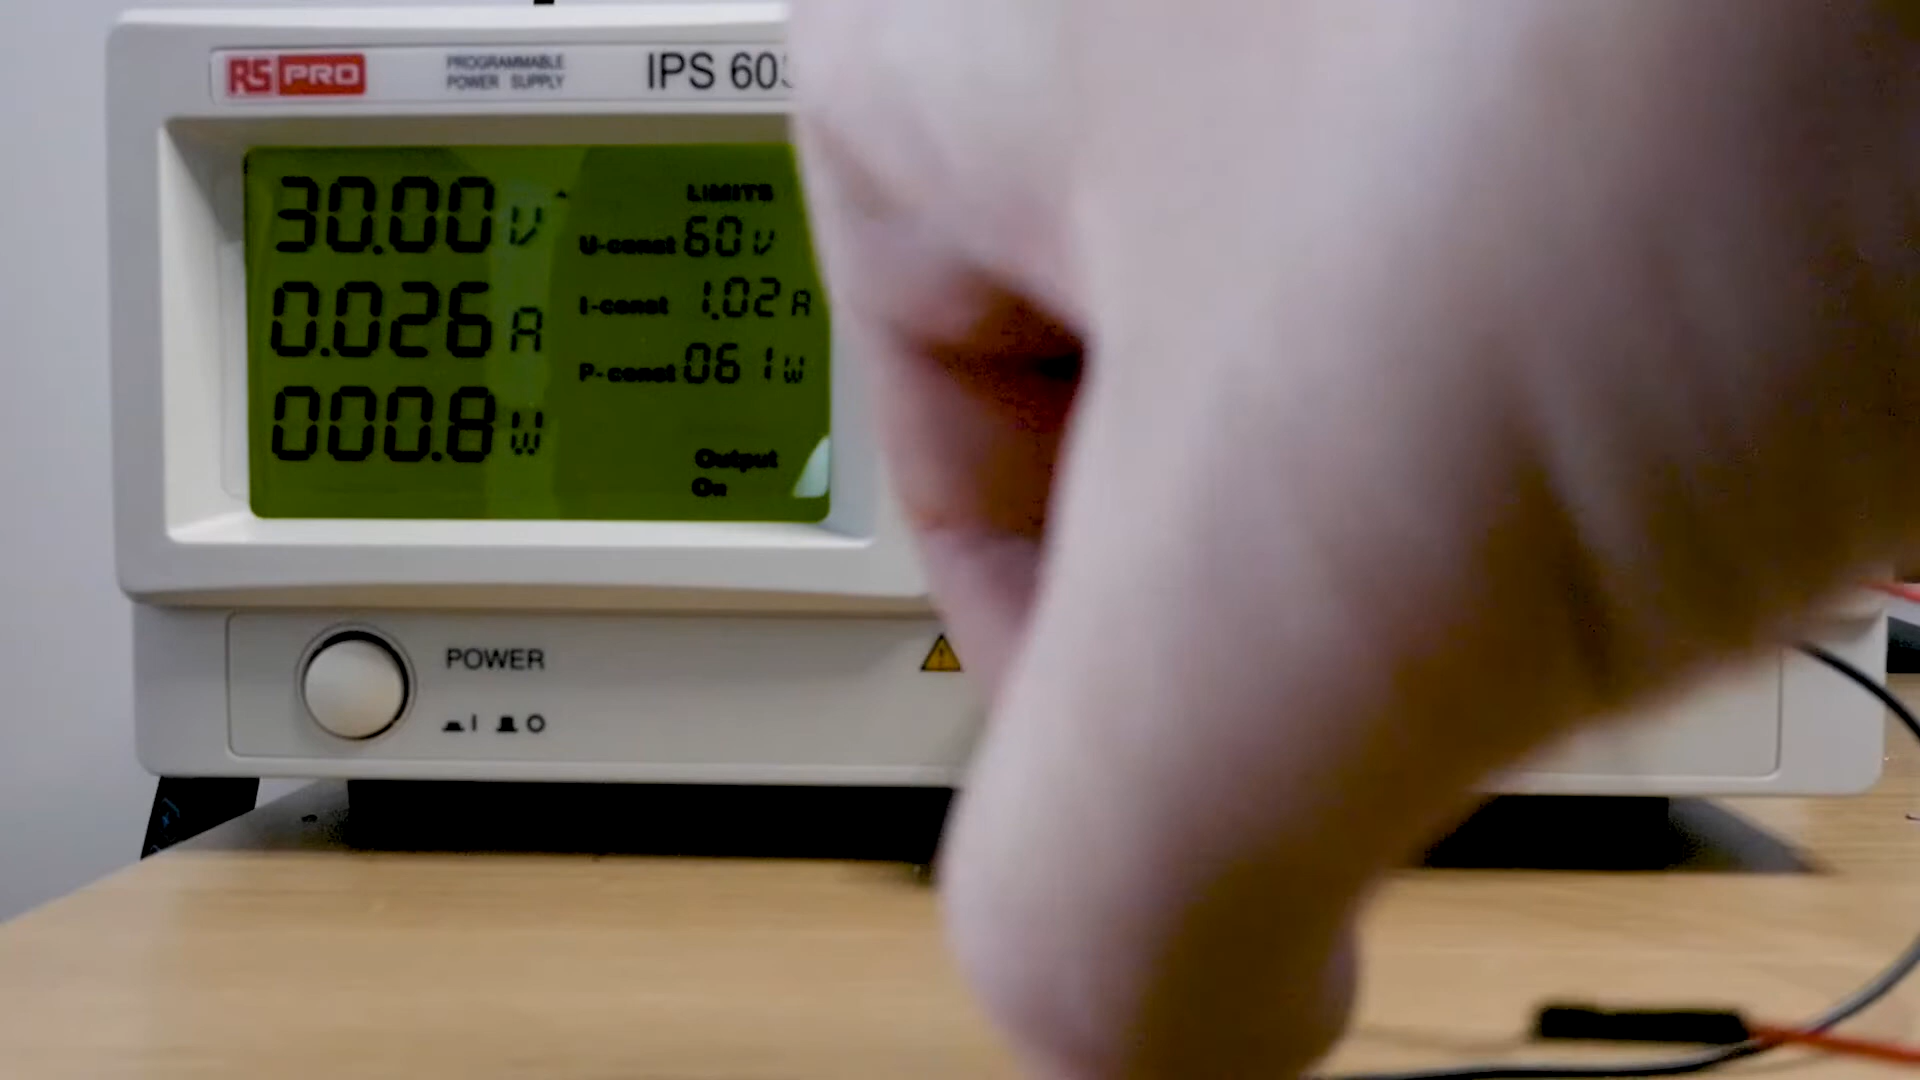 RS PRO
PROGRAMMABLE
POWER SUPPLY
IPS 603
30.00 V
0.026 A
000.8 W
LIMITS
U-const 60 V
I-const 1.02 A
P-const 061 W
Output
On
POWER
I O